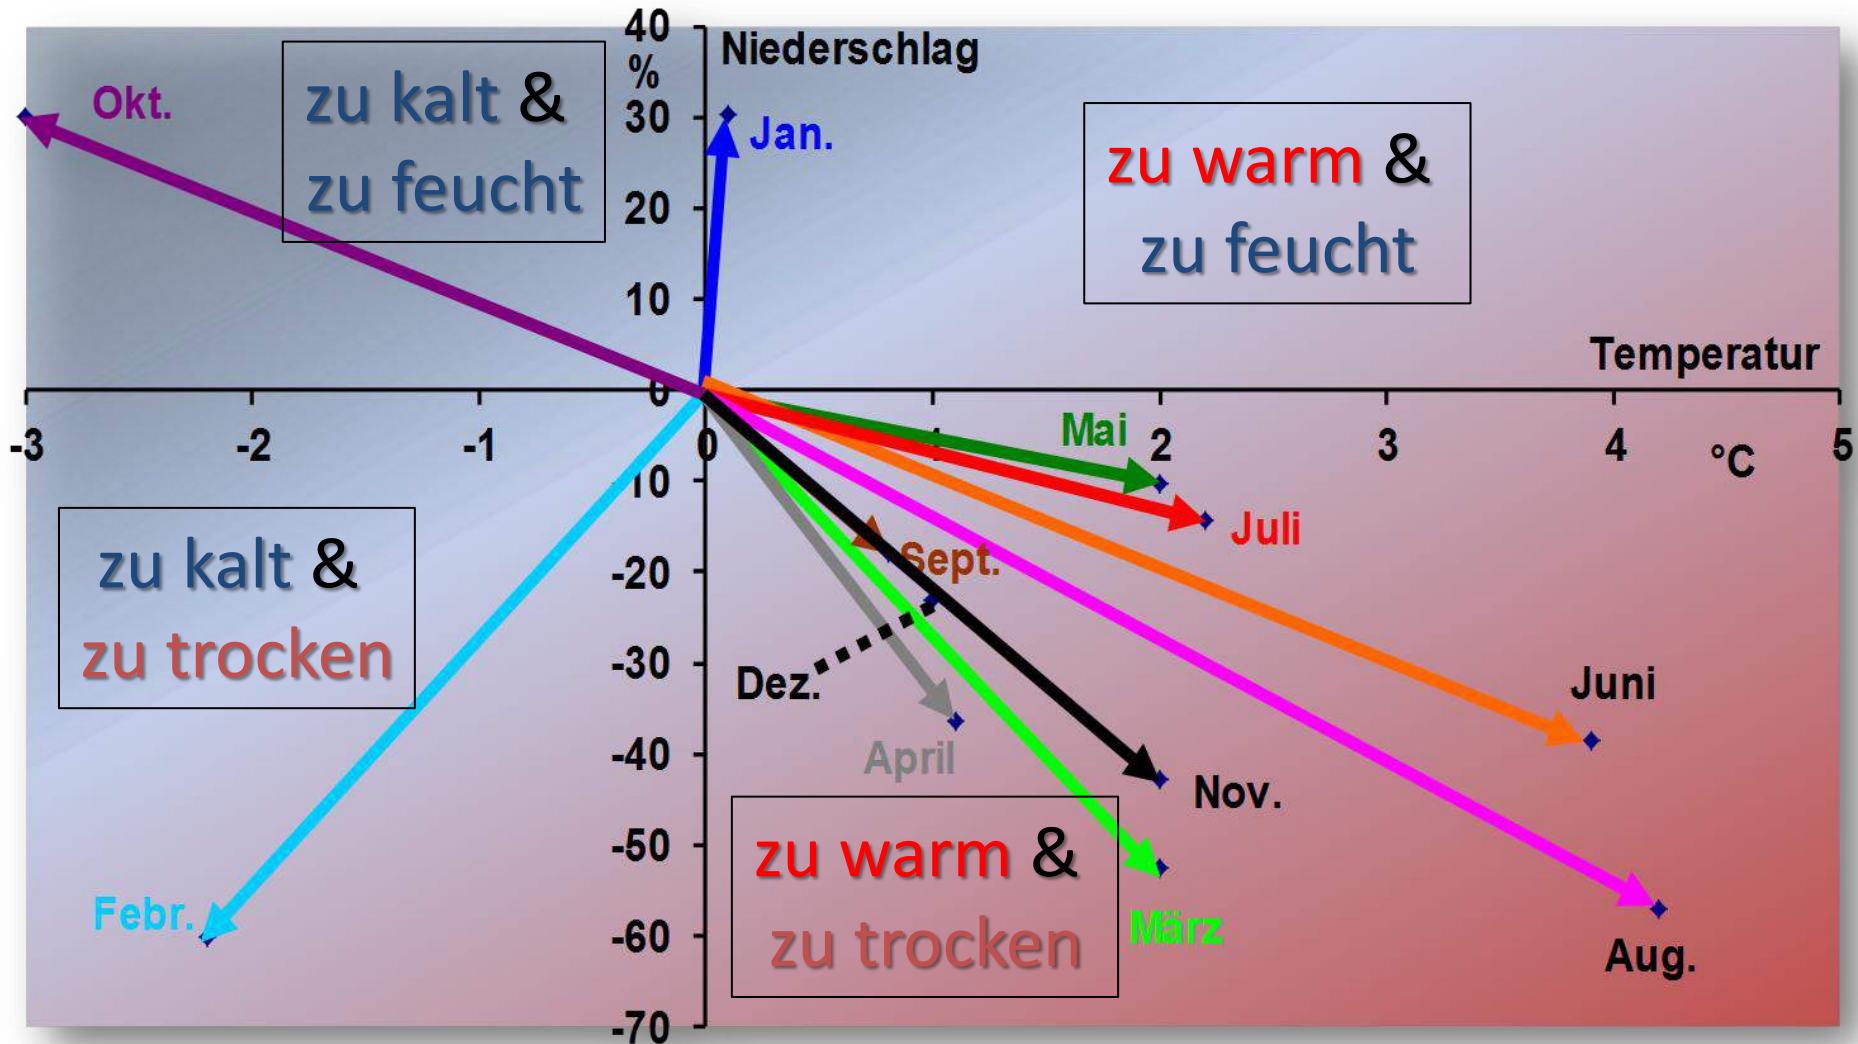 40
%
Niederschlag
Okt.
zu kalt &
zu feucht
30
Jan.
zu warm &
zu feucht
20
10
Temperatur
0
-3
-2
-1
0
1
2
3
4
5
°C
Mai
-10
Juli
zu kalt &
zu trocken
Sept.
-20
-30
Dez.
Juni
April
-40
Nov.
-50
zu warm &
zu trocken
Febr.
-60
März
Aug.
-70